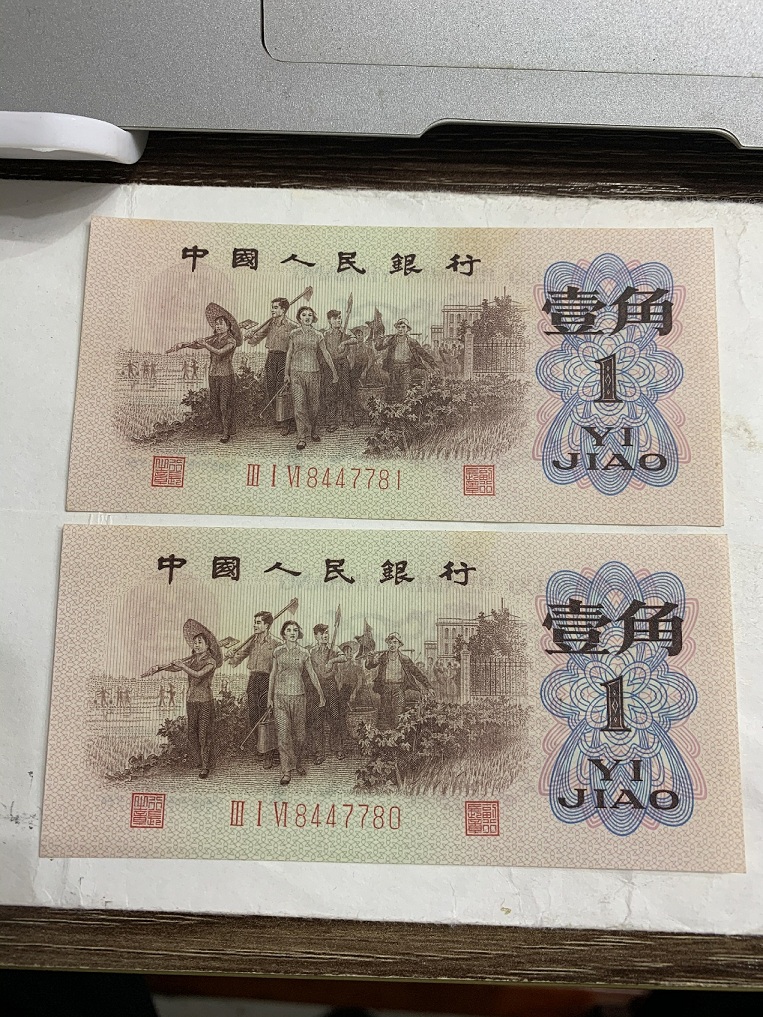 中國人民銀行
壹角
1
YI
JIAO
Ⅲ Ⅰ Ⅵ 8447781
中國人民銀行
壹角
1
YI
JIAO
Ⅲ Ⅰ Ⅵ 8447780